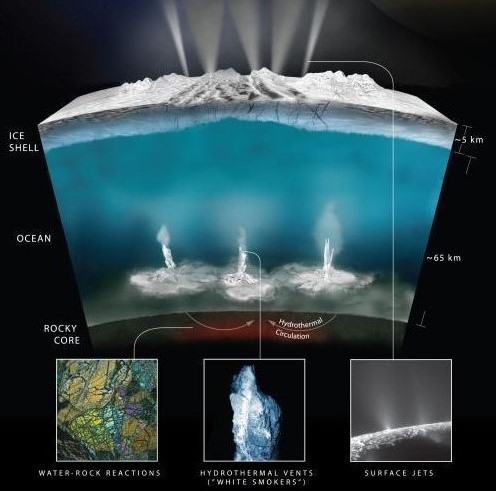 ICE
SHELL
~5 km
OCEAN
~65 km
ROCKY
CORE
Hydrothermal
Circulation
WATER-ROCK REACTIONS
HYDROTHERMAL VENTS
("WHITE SMOKERS")
SURFACE JETS